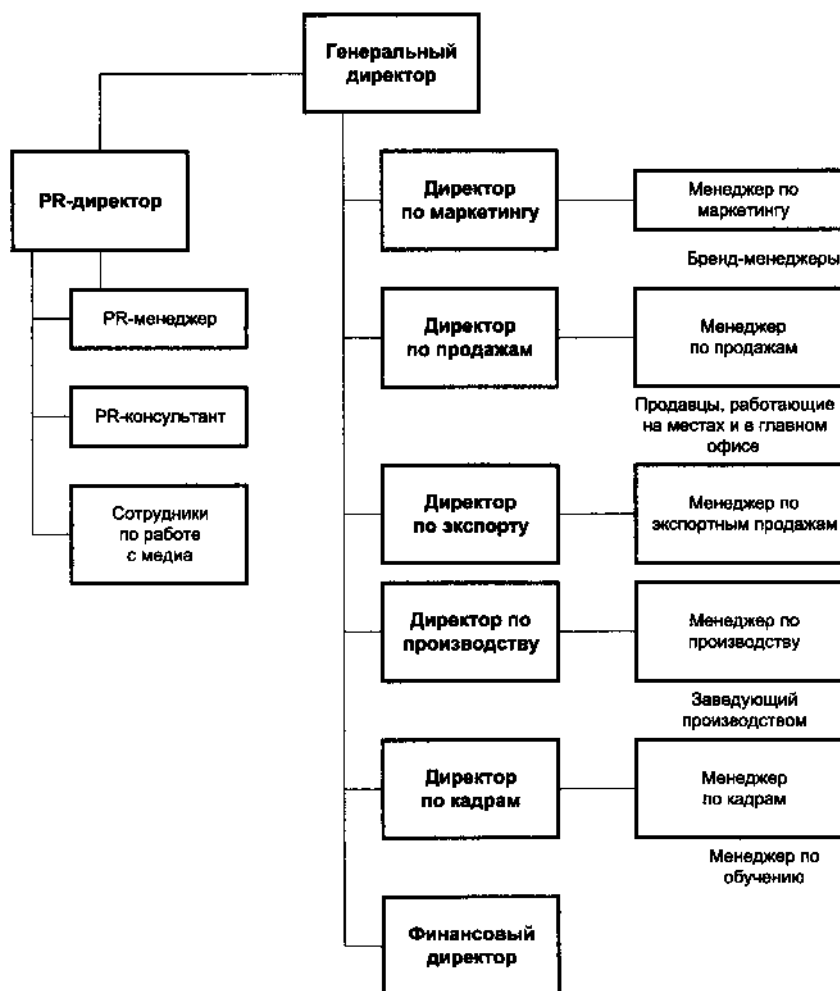 Генеральный
директор
PR-директор
PR-менеджер
PR-консультант
Сотрудники
по работе
с медиа
Директор
по маркетингу
Менеджер по
маркетингу
Бренд-менеджеры
Директор
по продажам
Менеджер
по продажам
Продавцы, работающие
на местах и в главном
офисе
Директор
по экспорту
Менеджер по
экспортным продажам
Директор по
производству
Менеджер по
производству
Заведующий
производством
Директор
по кадрам
Менеджер
по кадрам
Менеджер по
обучению
Финансовый
директор